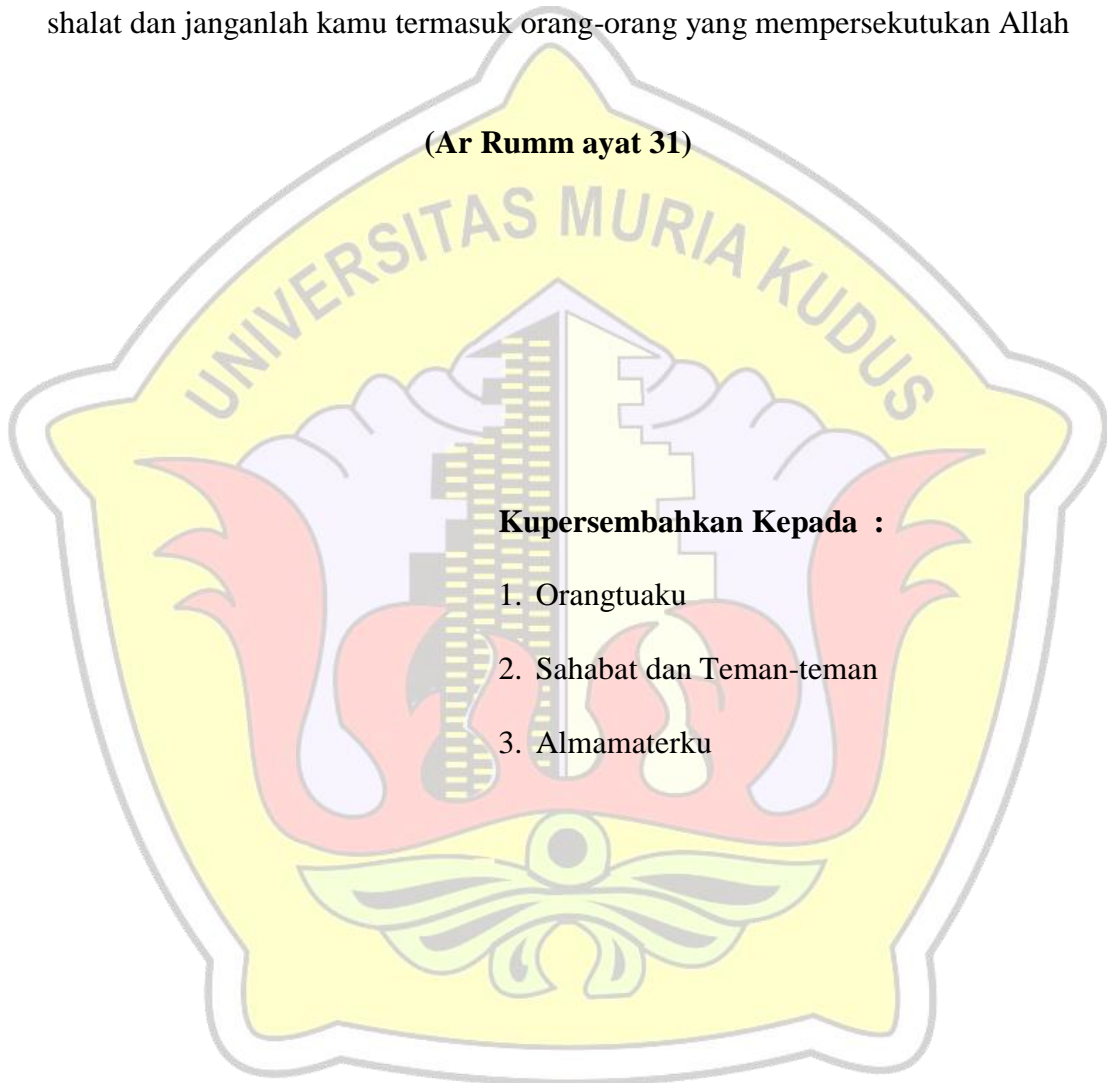 shalat dan janganlah kamu termasuk orang-orang yang mempersekutukan Allah
(Ar Rumm ayat 31)
UNIVERSITAS MURIA KUDUS
Kupersembahkan Kepada :
1. Orangtuaku
2. Sahabat dan Teman-teman
3. Almamaterku